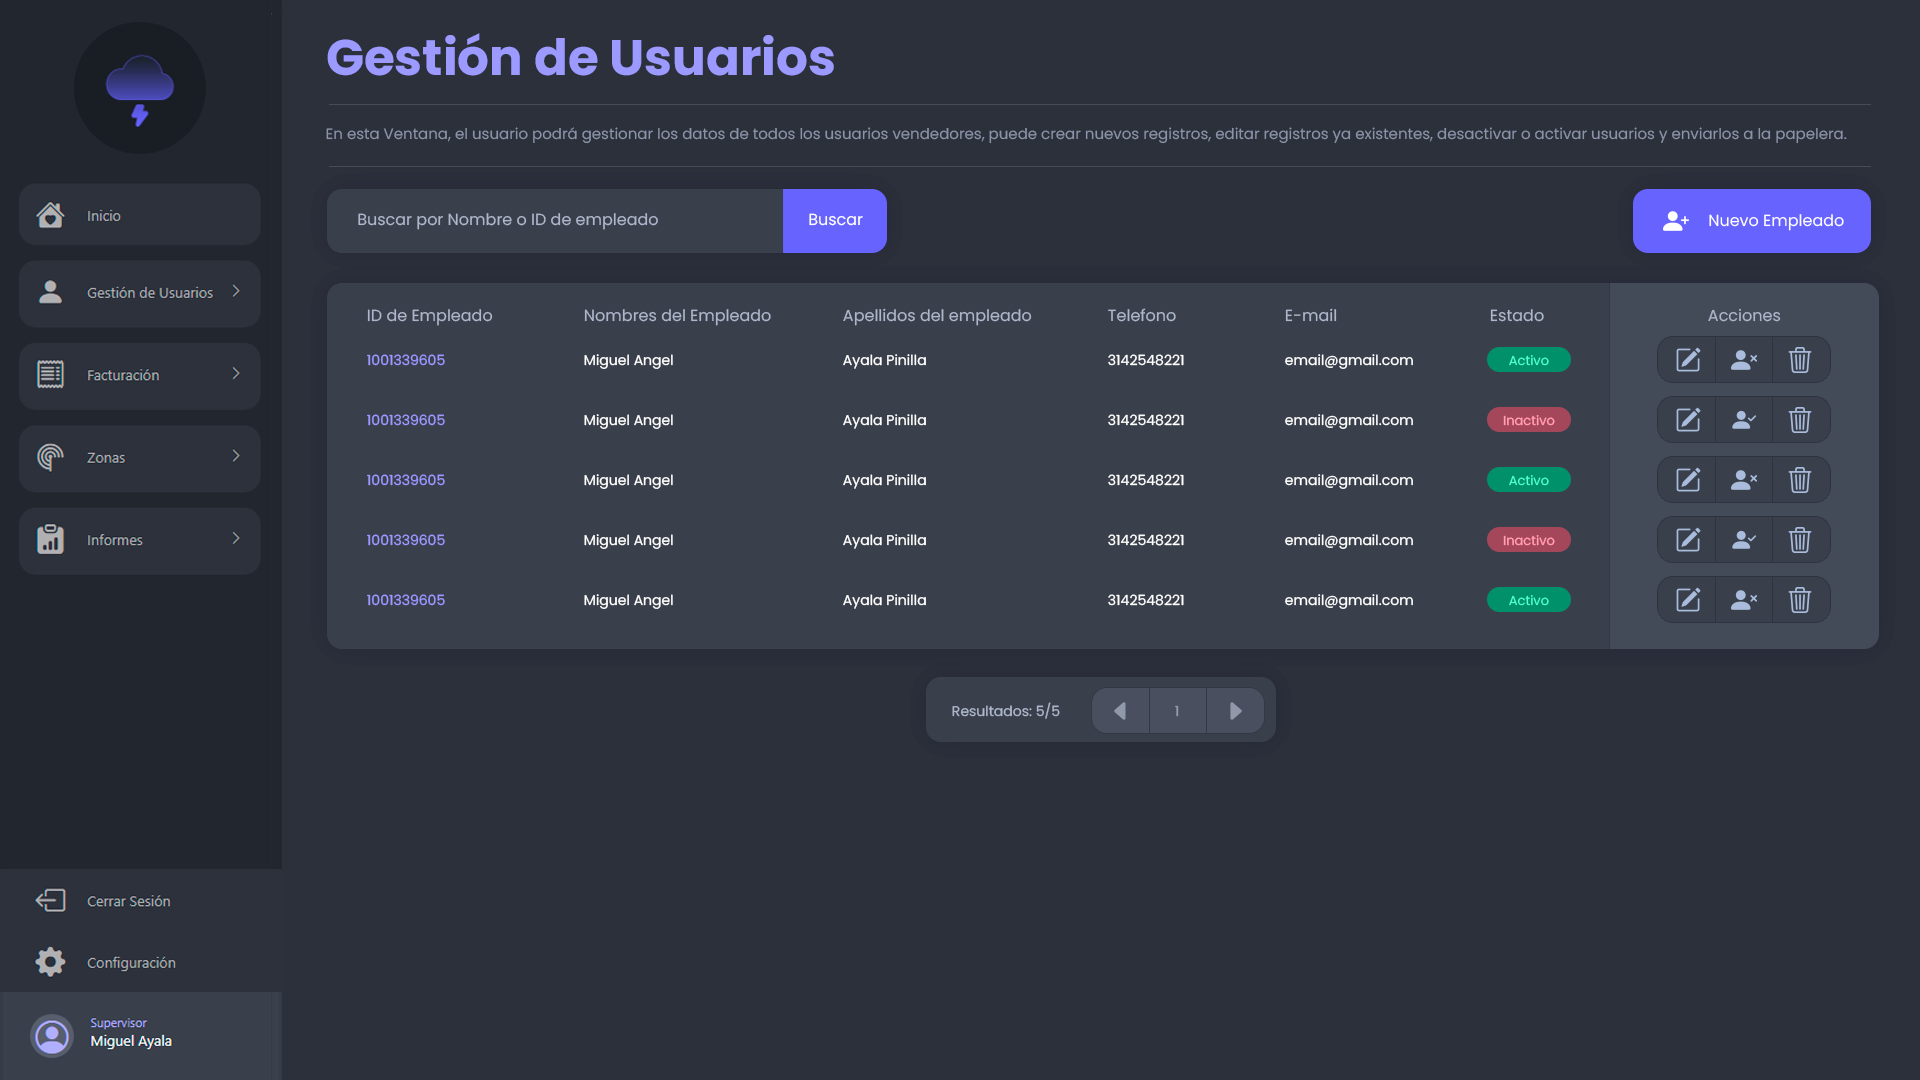 Gestión de Usuarios
En esta Ventana, el usuario podrá gestionar los datos de todos los usuarios vendedores, puede crear nuevos registros, editar registros ya existentes, desactivar o activar usuarios y enviarlos a la papelera.
Inicio
Gestión de Usuarios
Facturación
Zonas
Informes
Cerrar Sesión
Configuración
Supervisor
Miguel Ayala
Buscar por Nombre o ID de empleado Buscar Nuevo Empleado
ID de Empleado Nombres del Empleado Apellidos del empleado Telefono E-mail Estado Acciones
1001339605 Miguel Angel Ayala Pinilla 3142548221 email@gmail.com Activo
1001339605 Miguel Angel Ayala Pinilla 3142548221 email@gmail.com Inactivo
1001339605 Miguel Angel Ayala Pinilla 3142548221 email@gmail.com Activo
1001339605 Miguel Angel Ayala Pinilla 3142548221 email@gmail.com Inactivo
1001339605 Miguel Angel Ayala Pinilla 3142548221 email@gmail.com Activo
Resultados: 5/5 1